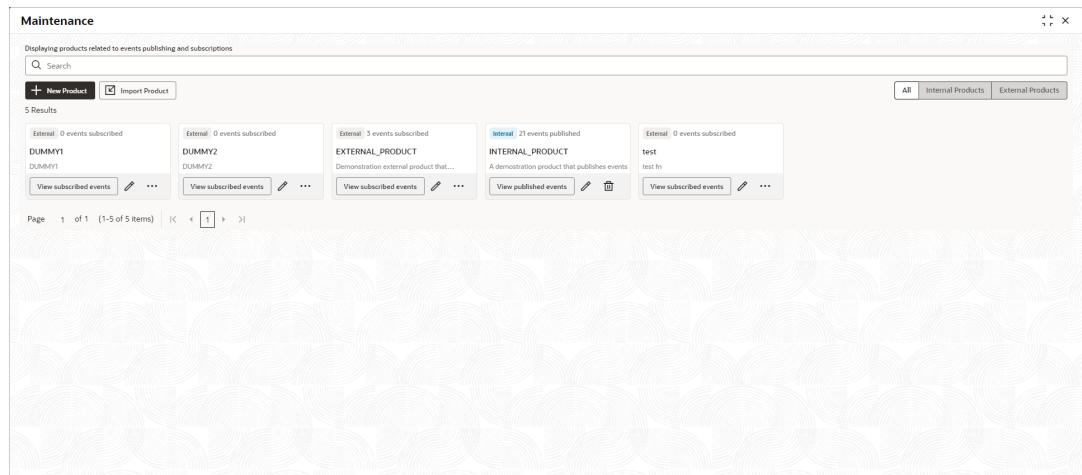 Maintenance
Displaying products related to events publishing and subscriptions
Search
New Product Import Product All Internal Products External Products
5 Results
External 0 events subscribed
DUMMY1
DUMMY1
View subscribed events
External 0 events subscribed
DUMMY2
DUMMY2
View subscribed events
External 3 events subscribed
EXTERNAL_PRODUCT
Demonstration external product that...
View subscribed events
Internal 21 events published
INTERNAL_PRODUCT
A demostration product that publishes events
View published events
External 0 events subscribed
test
test fn
View subscribed events
Page 1 of 1 (1-5 of 5 items) 1